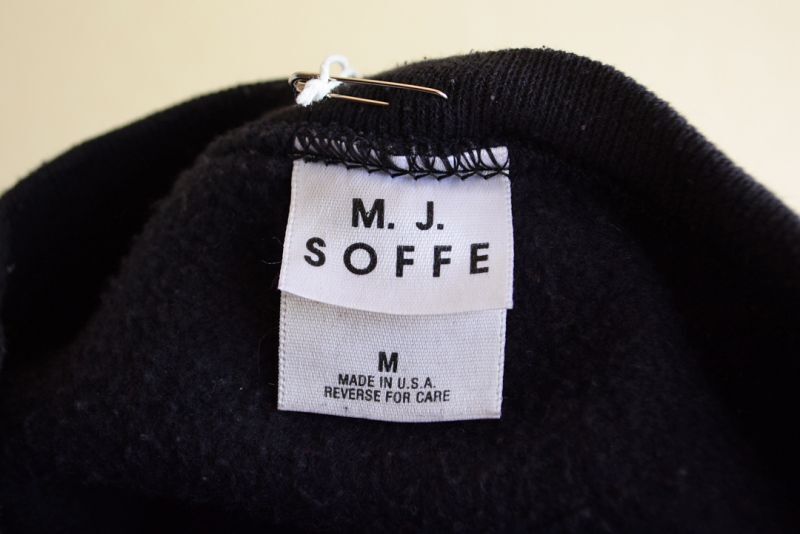 M. J.
SOFFE
M
MADE IN U.S.A.
REVERSE FOR CARE